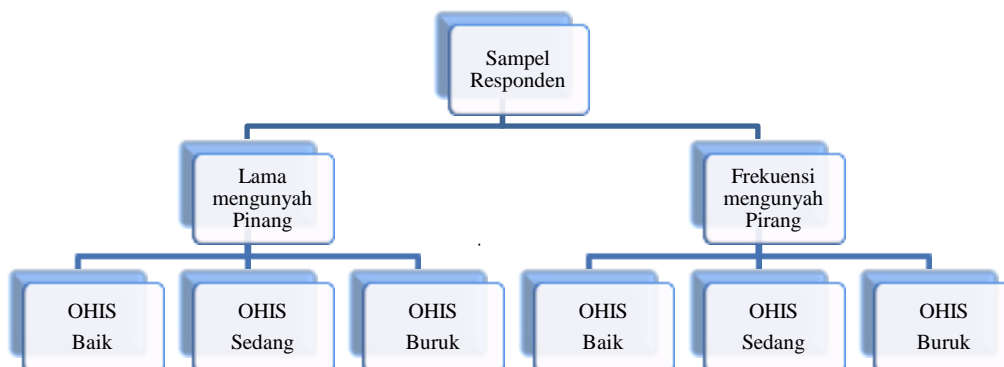 Sampel
Responden
Lama
mengunyah
Pinang
Frekuensi
mengunyah
Pirang
.
OHIS
Baik
OHIS
Sedang
OHIS
Buruk
OHIS
Baik
OHIS
Sedang
OHIS
Buruk